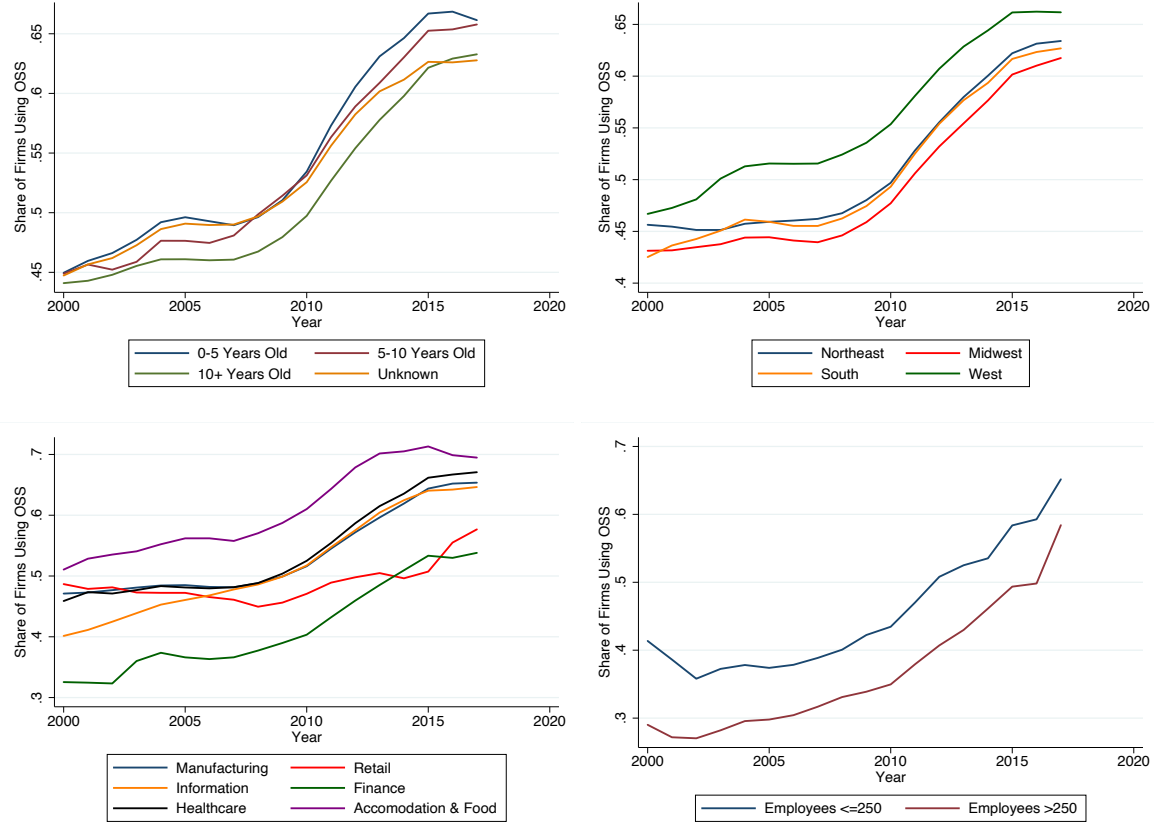 Share of Firms Using OSS
.65
.6
.55
.5
.45
2000
2005
2010
2015
2020
Year
0-5 Years Old
5-10 Years Old
10+ Years Old
Unknown
Share of Firms Using OSS
.65
.6
.55
.5
.45
.4
2000
2005
2010
2015
2020
Year
Northeast
Midwest
South
West
Share of Firms Using OSS
.7
.6
.5
.4
.3
2000
2005
2010
2015
2020
Year
Manufacturing
Retail
Information
Finance
Healthcare
Accomodation & Food
Share of Firms Using OSS
.7
.6
.5
.4
.3
2000
2005
2010
2015
2020
Year
Employees <=250
Employees >250